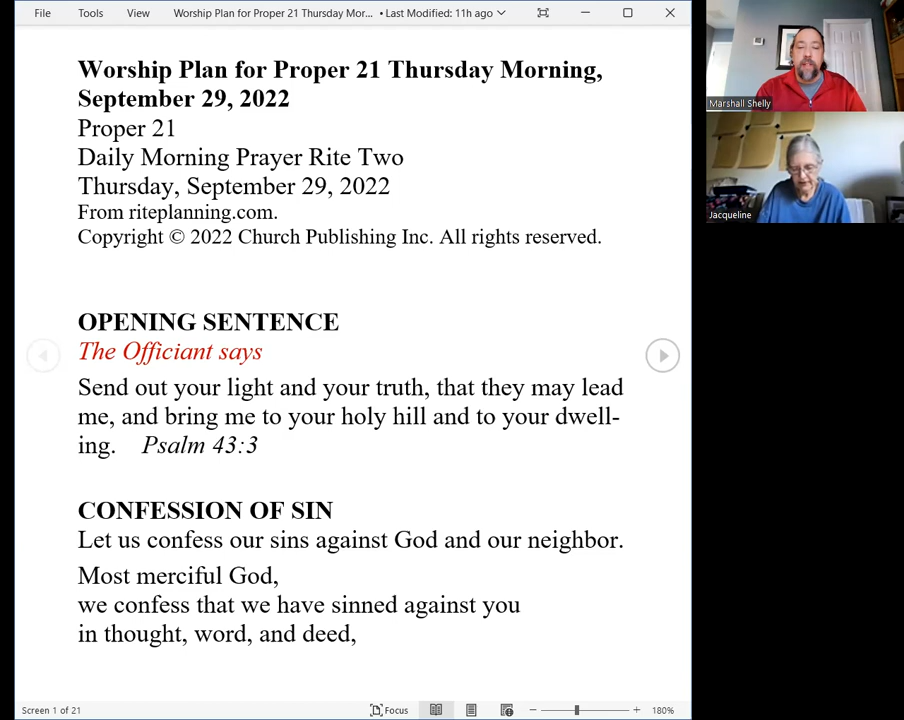 File Tools View Worship Plan for Proper 21 Thursday Mor... • Last Modified: 11h ago
Worship Plan for Proper 21 Thursday Morning,
September 29, 2022
Proper 21
Daily Morning Prayer Rite Two
Thursday, September 29, 2022
From riteplanning.com.
Copyright © 2022 Church Publishing Inc. All rights reserved.
OPENING SENTENCE
The Officiant says
Send out your light and your truth, that they may lead
me, and bring me to your holy hill and to your dwell-
ing. Psalm 43:3
CONFESSION OF SIN
Let us confess our sins against God and our neighbor.
Most merciful God,
we confess that we have sinned against you
in thought, word, and deed,
Screen 1 of 21 Focus 180%
Marshall Shelly
Jacqueline